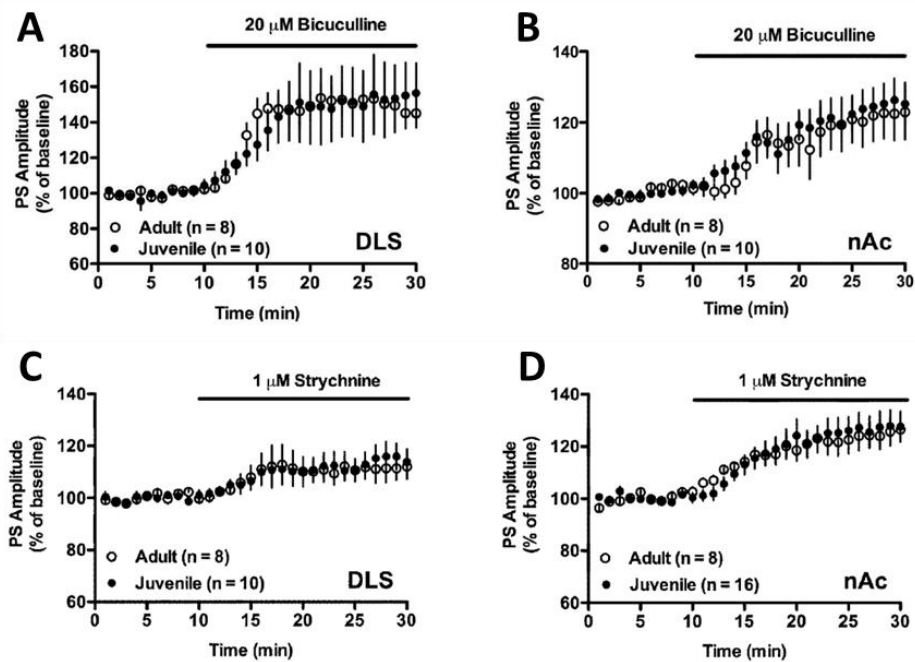 A
20 µM Bicuculline
PS Amplitude
(% of baseline)
180
160
140
120
100
80
60
Adult (n = 8)
Juvenile (n = 10)
DLS
0 5 10 15 20 25 30
Time (min)
B
20 µM Bicuculline
PS Amplitude
(% of baseline)
140
120
100
80
Adult (n = 8)
Juvenile (n = 10)
nAc
0 5 10 15 20 25 30
Time (min)
C
1 µM Strychnine
PS Amplitude
(% of baseline)
140
120
100
80
60
Adult (n = 8)
Juvenile (n = 10)
DLS
0 5 10 15 20 25 30
Time (min)
D
1 µM Strychnine
PS Amplitude
(% of baseline)
140
120
100
80
60
Adult (n = 8)
Juvenile (n = 16)
nAc
0 5 10 15 20 25 30
Time (min)